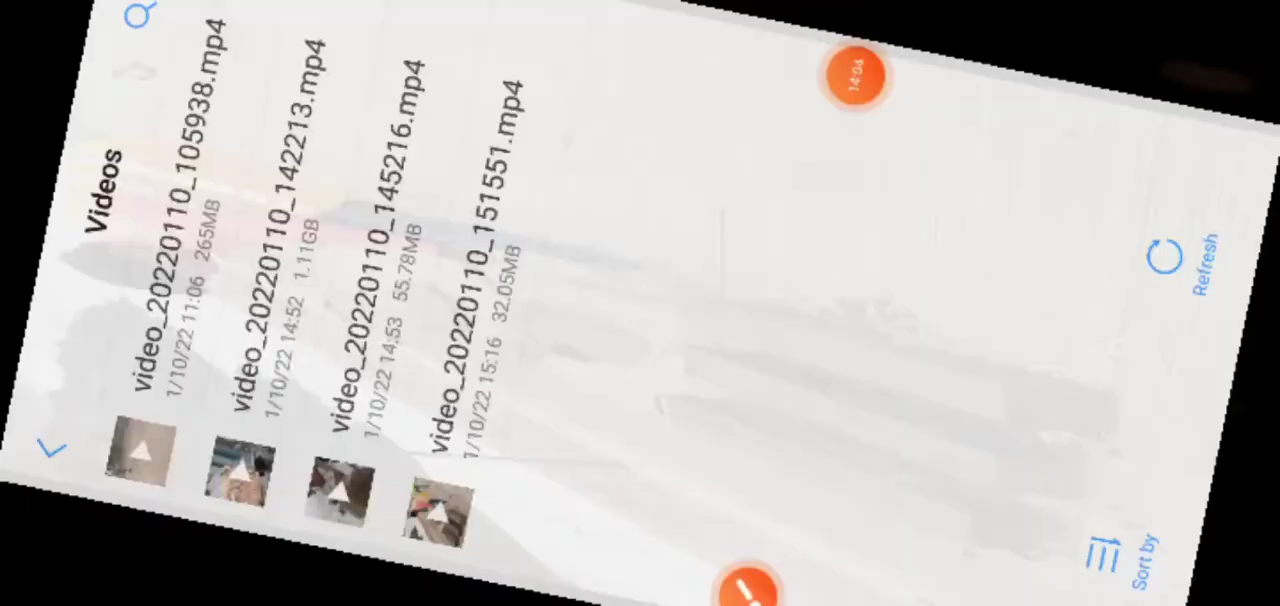 Videos
video_20220110_105938.mp4
1/10/22 11:06 265MB
video_20220110_142213.mp4
1/10/22 14:52 1.11GB
video_20220110_145216.mp4
1/10/22 14:53 55.78MB
video_20220110_151551.mp4
1/10/22 15:16 32.05MB
14:04
Sort by
Refresh